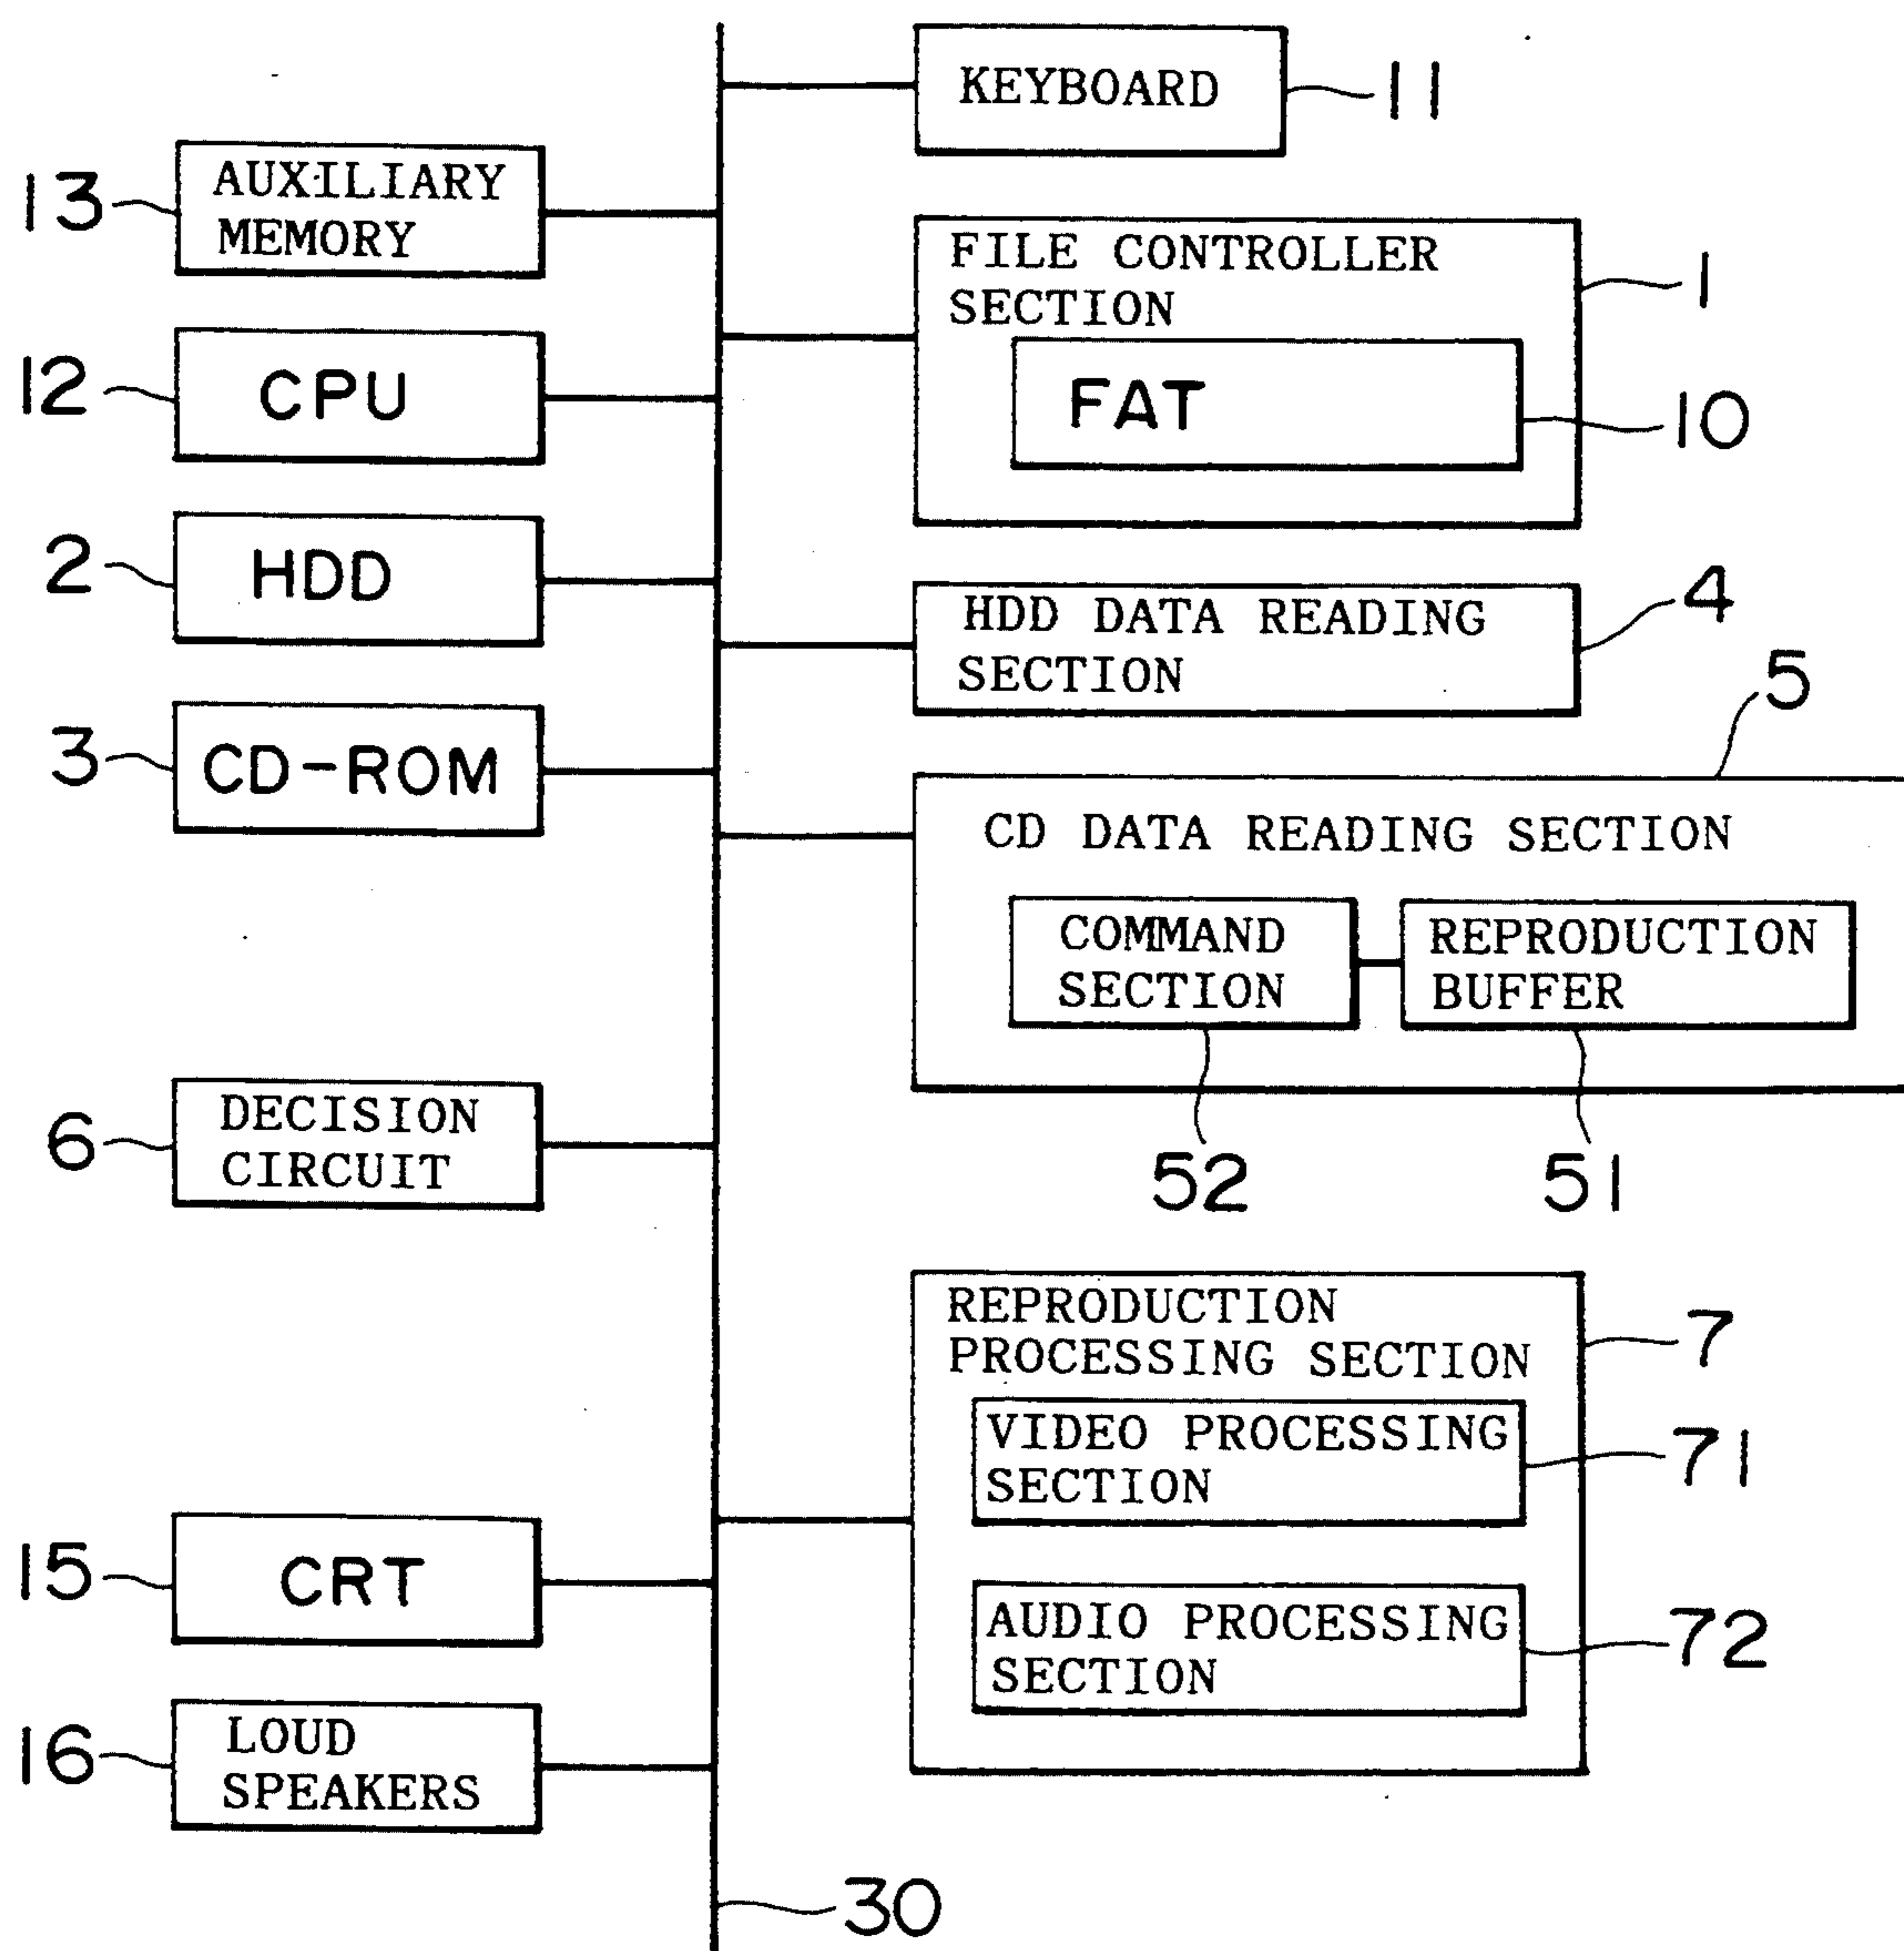 KEYBOARD
11
13
AUXILIARY
MEMORY
FILE CONTROLLER
SECTION
1
FAT
10
12
CPU
2
HDD
HDD DATA READING
SECTION
4
3
CD-ROM
5
CD DATA READING SECTION
COMMAND
SECTION
REPRODUCTION
BUFFER
52
51
6
DECISION
CIRCUIT
REPRODUCTION
PROCESSING SECTION
7
VIDEO PROCESSING
SECTION
71
AUDIO PROCESSING
SECTION
72
15
CRT
16
LOUD
SPEAKERS
30